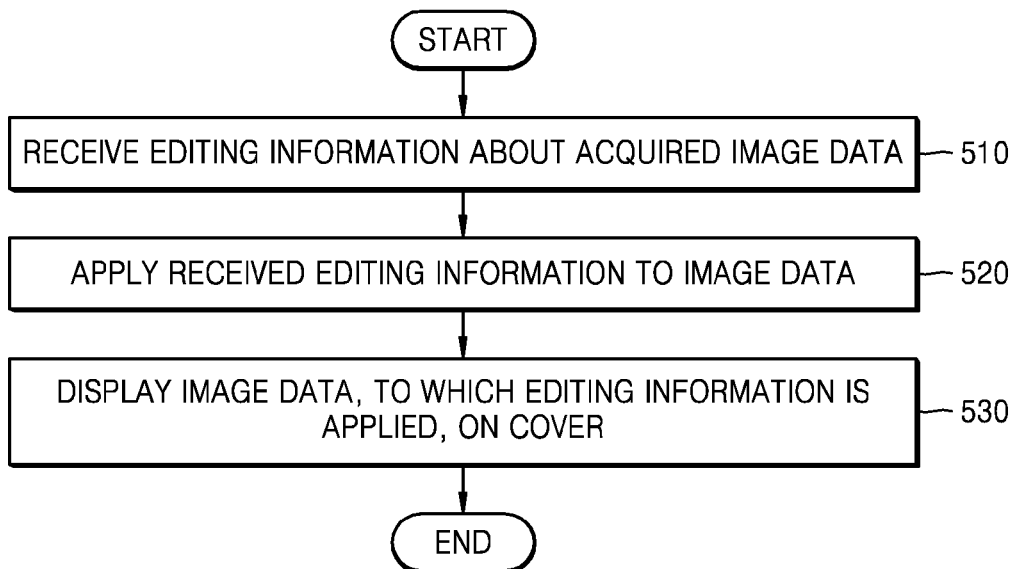 START
RECEIVE EDITING INFORMATION ABOUT ACQUIRED IMAGE DATA
510
APPLY RECEIVED EDITING INFORMATION TO IMAGE DATA
520
DISPLAY IMAGE DATA, TO WHICH EDITING INFORMATION IS
APPLIED, ON COVER
530
END